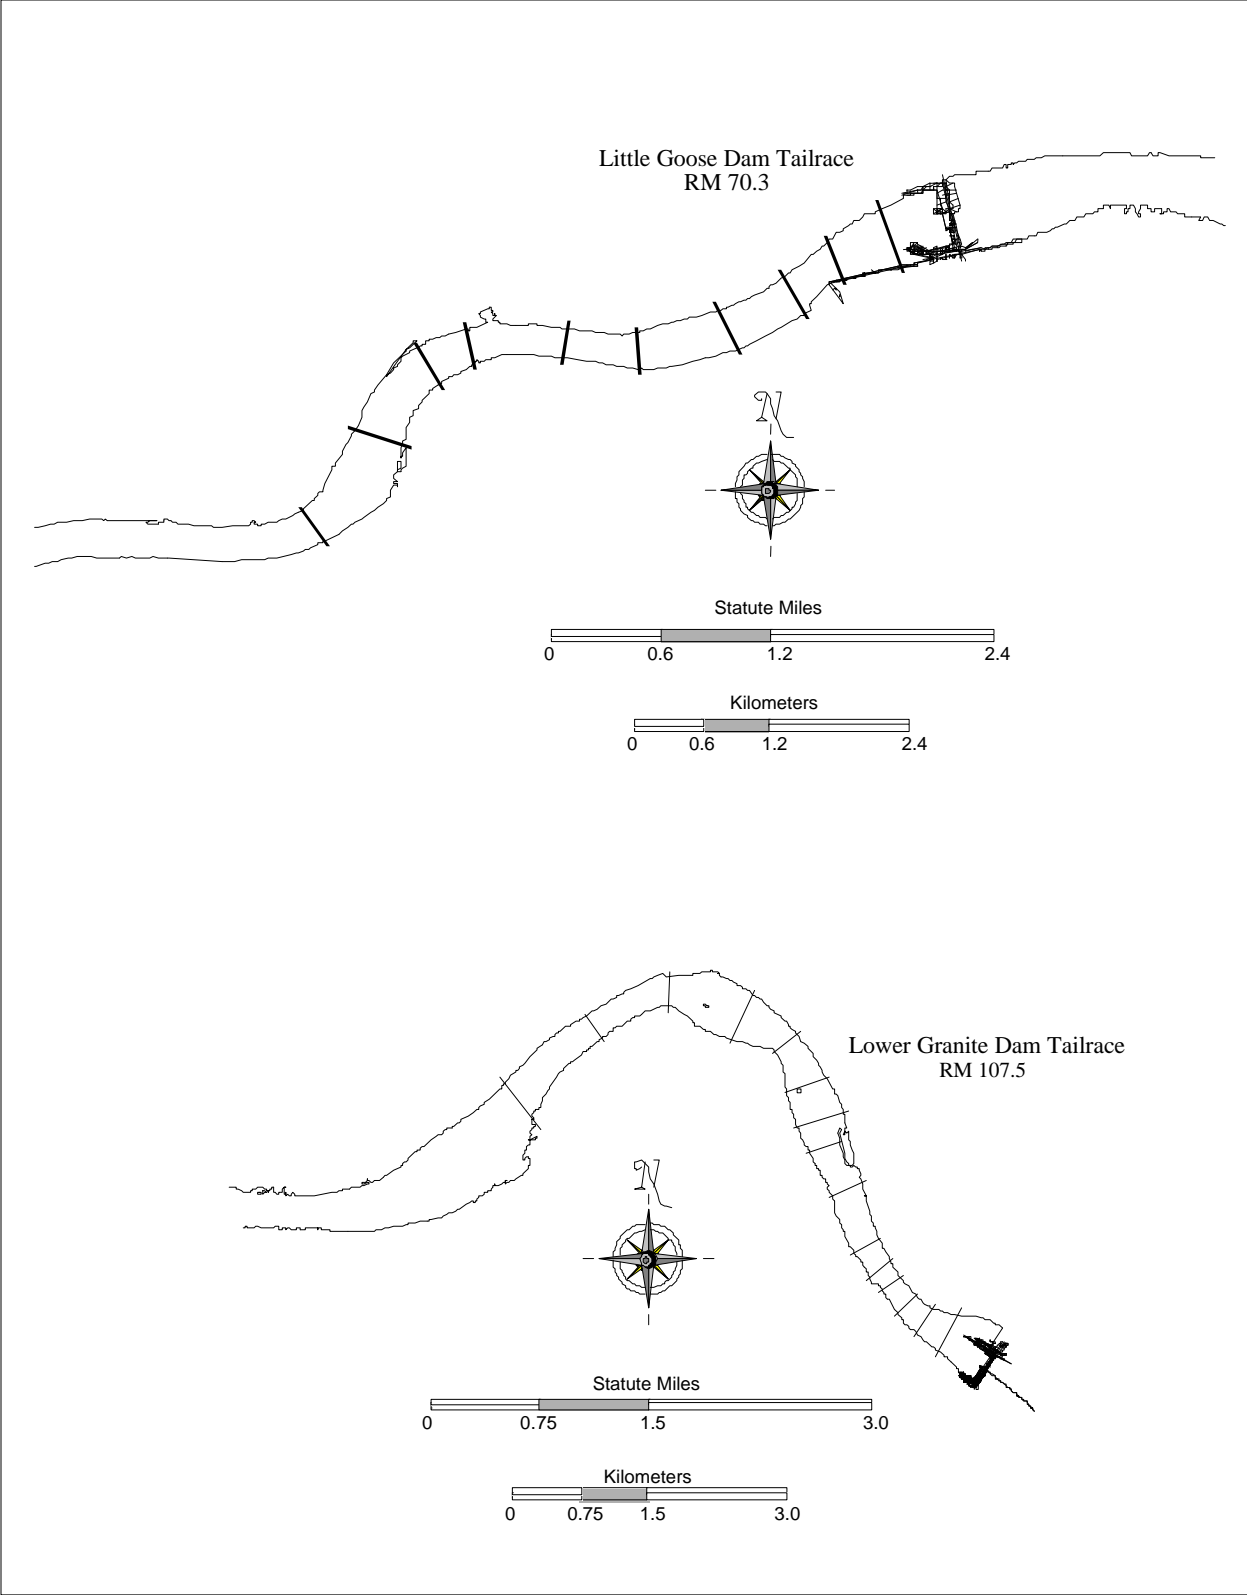 Little Goose Dam Tailrace
RM 70.3
N
Statute Miles
0 0.6 1.2 2.4
Kilometers
0 0.6 1.2 2.4
Lower Granite Dam Tailrace
RM 107.5
N
Statute Miles
0 0.75 1.5 3.0
Kilometers
0 0.75 1.5 3.0